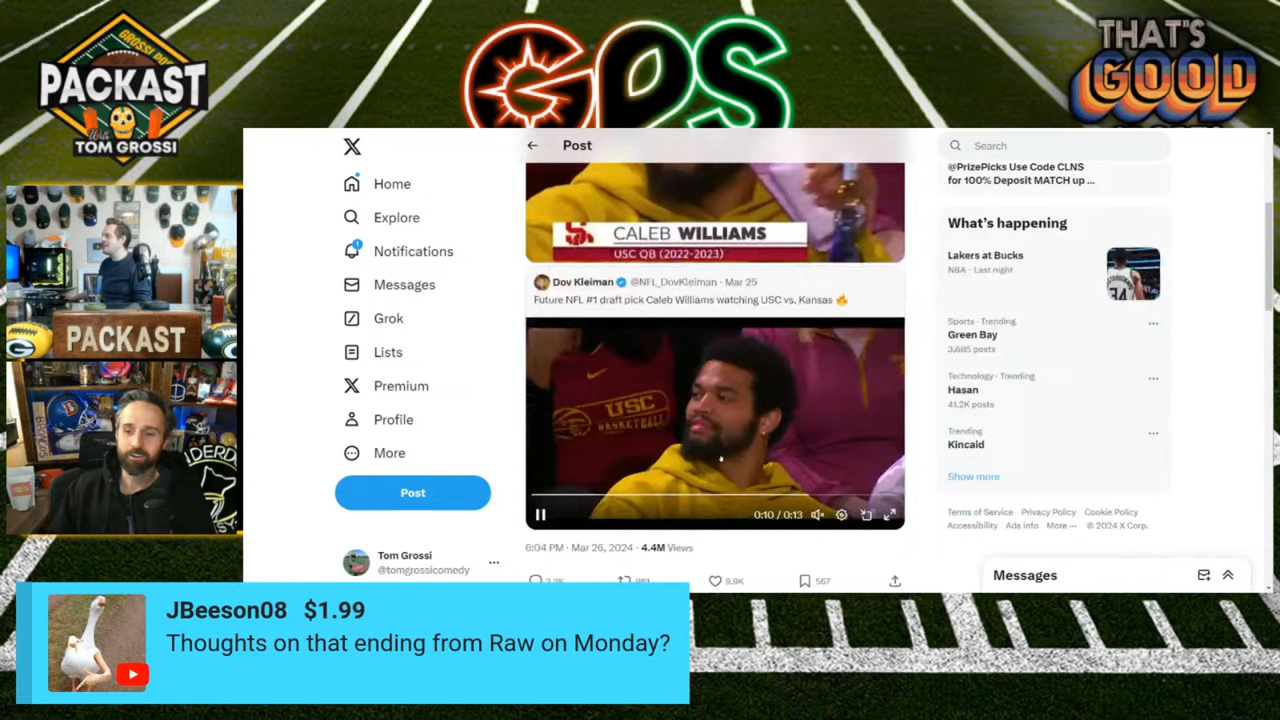 GROSSI
PACKAST
With
TOM GROSSI
GPS
THAT'S
GOOD
PACKAST
Post
Search
@PrizePicks Use Code CLNS
for 100% Deposit MATCH up ...
Home
Explore
Notifications
Messages
Grok
Lists
Premium
Profile
More
Post
Tom Grossi
@tomgrossicomedy
CALEB WILLIAMS
USC QB (2022-2023)
Dov Kleiman @NFL_DovKleiman · Mar 25
Future NFL #1 draft pick Caleb Williams watching USC vs. Kansas 🔥
USC
BASKETBALL
0:10 / 0:13
6:04 PM · Mar 26, 2024 · 4.4M Views
9.9K
567
What's happening
Lakers at Bucks
NBA · Last night
34
Sports · Trending
Green Bay
3,685 posts
Technology · Trending
Hasan
41.2K posts
Trending
Kincaid
Show more
Terms of Service Privacy Policy Cookie Policy
Accessibility Ads info More ··· © 2024 X Corp.
Messages
JBeeson08 $1.99
Thoughts on that ending from Raw on Monday?